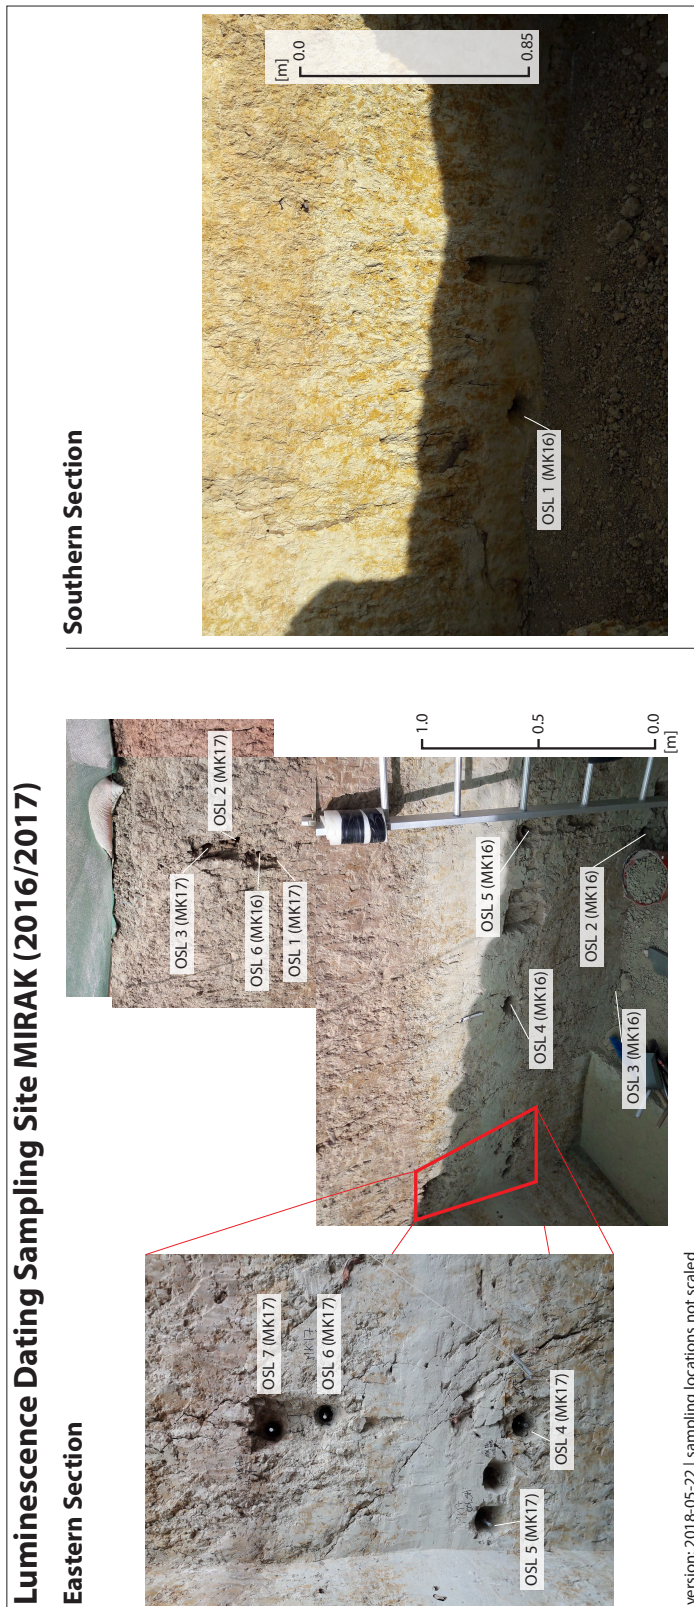 Luminescence Dating Sampling Site MIRAK (2016/2017)
Eastern Section
Southern Section
OSL 7 (MK17)
OSL 6 (MK17)
OSL 5 (MK17)
OSL 4 (MK17)
MK17
OSL 3 (MK17)
OSL 2 (MK17)
OSL 6 (MK16)
OSL 1 (MK17)
OSL 5 (MK16)
OSL 4 (MK16)
OSL 2 (MK16)
OSL 3 (MK16)
1.0
0.5
0.0
[m]
[m]
0.0
0.85
OSL 1 (MK16)
version: 2018-05-22 | sampling locations not scaled